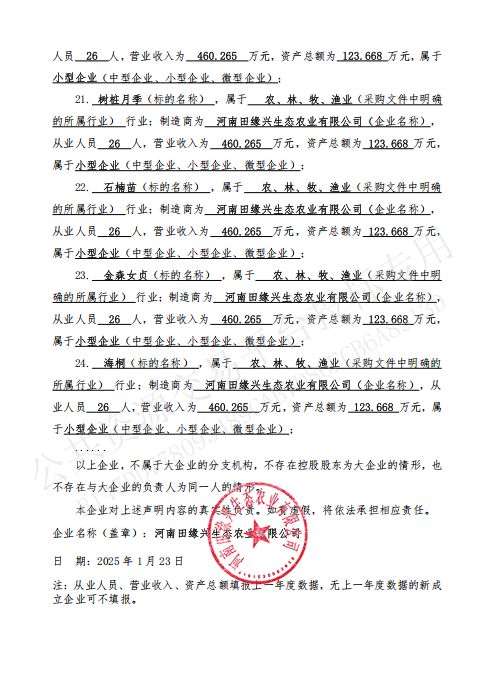 人员 26 人，营业收入为 460.265 万元，资产总额为 123.668 万元，属于
小型企业（中型企业、小型企业、微型企业）；
21. 树桩月季（标的名称） ，属于 农、林、牧、渔业（采购文件中明确
的所属行业） 行业；制造商为 河南田缘兴生态农业有限公司（企业名称），
从业人员 26 人，营业收入为 460.265 万元，资产总额为 123.668 万元，
属于小型企业（中型企业、小型企业、微型企业）；
22. 石楠苗（标的名称） ，属于 农、林、牧、渔业（采购文件中明确
的所属行业） 行业；制造商为 河南田缘兴生态农业有限公司（企业名称），
从业人员 26 人，营业收入为 460.265 万元，资产总额为 123.668 万元，
属于小型企业（中型企业、小型企业、微型企业）；
23. 金森女贞（标的名称） ，属于 农、林、牧、渔业（采购文件中明
确的所属行业） 行业；制造商为 河南田缘兴生态农业有限公司（企业名称），
从业人员 26 人，营业收入为 460.265 万元，资产总额为 123.668 万元，
属于小型企业（中型企业、小型企业、微型企业）；
24. 海桐（标的名称） ，属于 农、林、牧、渔业（采购文件中明确的
所属行业） 行业；制造商为 河南田缘兴生态农业有限公司（企业名称），从
业人员 26 人，营业收入为 460.265 万元，资产总额为 123.668 万元，属
于小型企业（中型企业、小型企业、微型企业）；
......
以上企业，不属于大企业的分支机构，不存在控股股东为大企业的情形，也
不存在与大企业的负责人为同一人的情形。
本企业对上述声明内容的真实性负责。如有虚假，将依法承担相应责任。
企业名称（盖章）：河南田缘兴生态农业有限公司
河南田缘兴生态农业有限公司
日 期：2025 年 1 月 23 日
注：从业人员、营业收入、资产总额填报上一年度数据，无上一年度数据的新成
立企业可不填报。